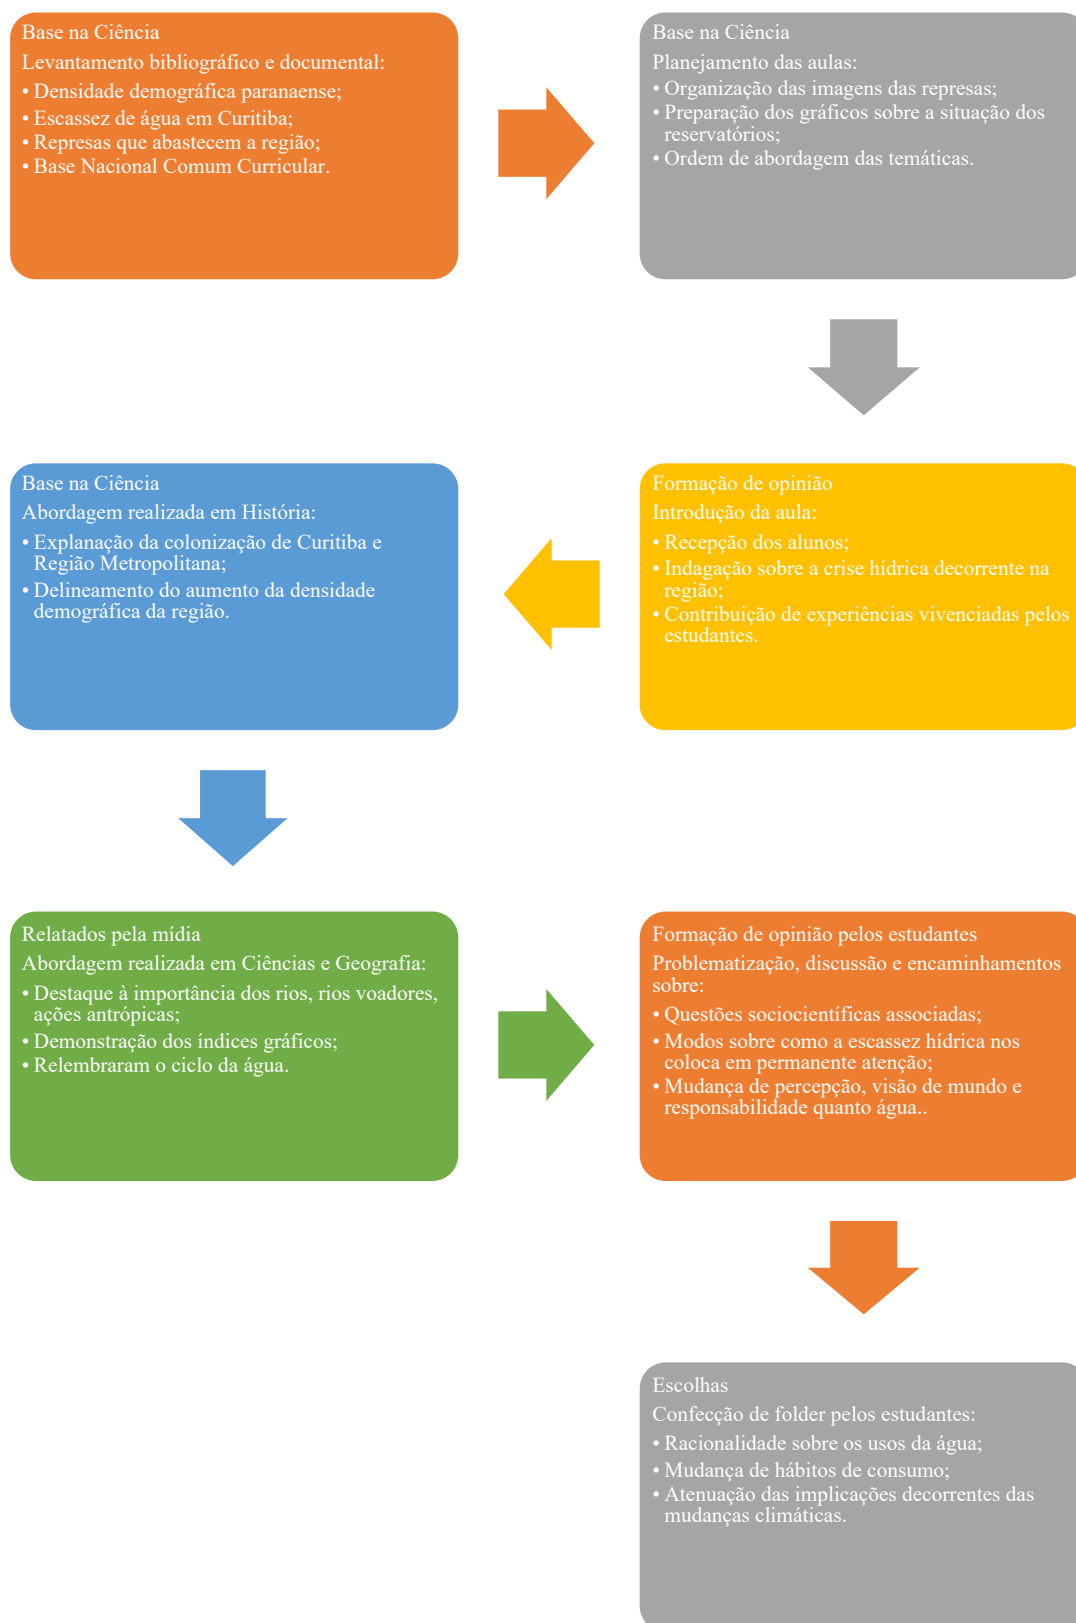 Base na Ciência
Levantamento bibliográfico e documental:
• Densidade demográfica paranaense;
• Escassez de água em Curitiba;
• Represas que abastecem a região;
• Base Nacional Comum Curricular.
Base na Ciência
Planejamento das aulas:
• Organização das imagens das represas;
• Preparação dos gráficos sobre a situação dos
reservatórios;
• Ordem de abordagem das temáticas.
Formação de opinião
Introdução da aula:
• Recepção dos alunos;
• Indagação sobre a crise hídrica decorrente na
região;
• Contribuição de experiências vivenciadas pelos
estudantes.
Base na Ciência
Abordagem realizada em História:
• Explanação da colonização de Curitiba e
Região Metropolitana;
• Delineamento do aumento da densidade
demográfica da região.
Relatados pela mídia
Abordagem realizada em Ciências e Geografia:
• Destaque à importância dos rios, rios voadores,
ações antrópicas;
• Demonstração dos índices gráficos;
• Relembraram o ciclo da água.
Formação de opinião pelos estudantes
Problematização, discussão e encaminhamentos
sobre:
• Questões sociocientíficas associadas;
• Modos sobre como a escassez hídrica nos
coloca em permanente atenção;
• Mudança de percepção, visão de mundo e
responsabilidade quanto água..
Escolhas
Confecção de folder pelos estudantes:
• Racionalidade sobre os usos da água;
• Mudança de hábitos de consumo;
• Atenuação das implicações decorrentes das
mudanças climáticas.